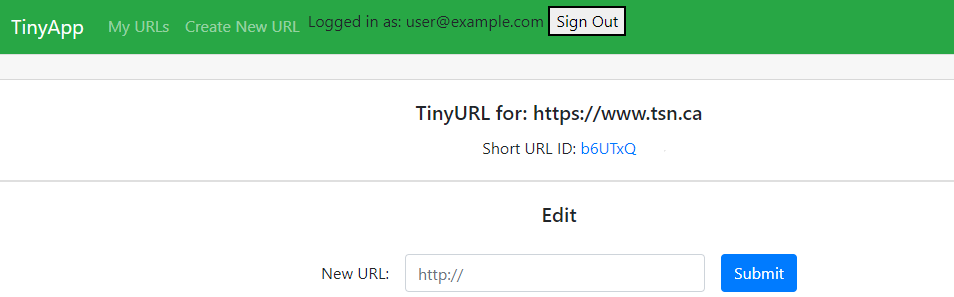 TinyApp My URLs Create New URL Logged in as: user@example.com Sign Out
TinyURL for: https://www.tsn.ca
Short URL ID: b6UTxQ
Edit
New URL: http:// Submit